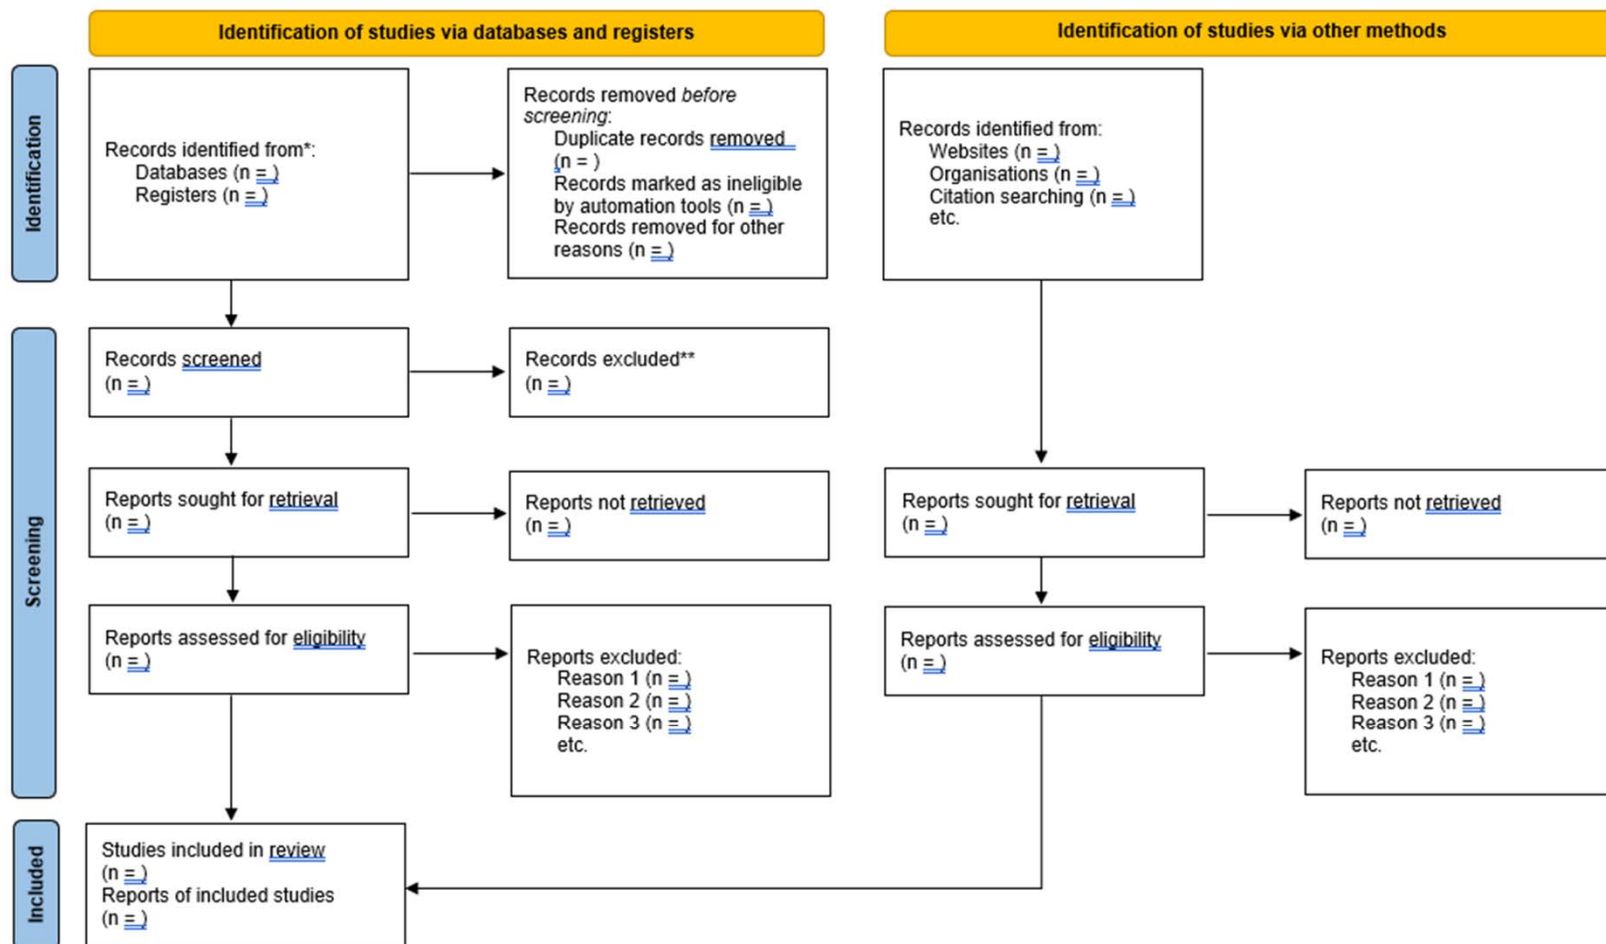 Identification of studies via databases and registers
Identification of studies via other methods
Identification
Records identified from*:
Databases (n = )
Registers (n = )
Records removed before
screening:
Duplicate records removed
(n = )
Records marked as ineligible
by automation tools (n = )
Records removed for other
reasons (n = )
Records identified from:
Websites (n = )
Organisations (n = )
Citation searching (n = )
etc.
Screening
Records screened
(n = )
Records excluded**
(n = )
Reports sought for retrieval
(n = )
Reports not retrieved
(n = )
Reports sought for retrieval
(n = )
Reports not retrieved
(n = )
Reports assessed for eligibility
(n = )
Reports excluded:
Reason 1 (n = )
Reason 2 (n = )
Reason 3 (n = )
etc.
Reports assessed for eligibility
(n = )
Reports excluded:
Reason 1 (n = )
Reason 2 (n = )
Reason 3 (n = )
etc.
Included
Studies included in review
(n = )
Reports of included studies
(n = )